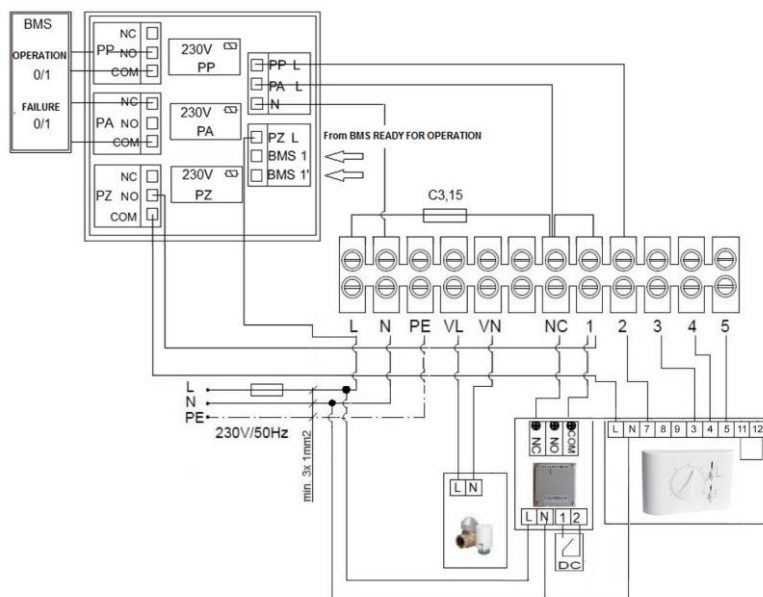 BMS
OPERATION
0/1
FAILURE
0/1
NC
PP NO
COM
NC
PA NO
COM
NC
PZ NO
COM
230V
PP
230V
PA
230V
PZ
PP L
PA L
N
PZ L
BMS 1
BMS 1'
From BMS READY FOR OPERATION
C3,15
L N PE VL VN NC 1 2 3 4 5
L
N
PE
230V/50Hz
min. 3x 1mm2
L N
NC NO COM
L N 1 2
DC
L N 7 8 9 3 4 5 11 12